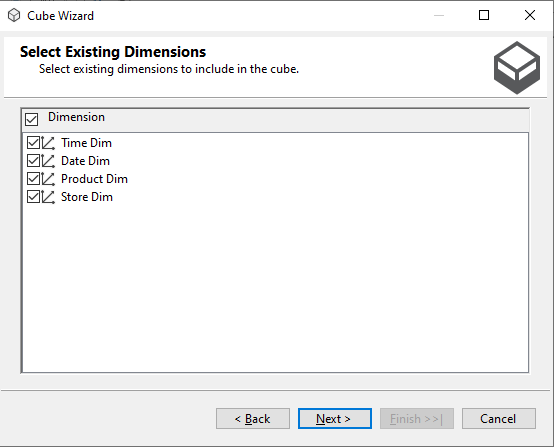 Cube Wizard
Select Existing Dimensions
Select existing dimensions to include in the cube.
Dimension
Time Dim
Date Dim
Product Dim
Store Dim
< Back Next > Finish >>| Cancel